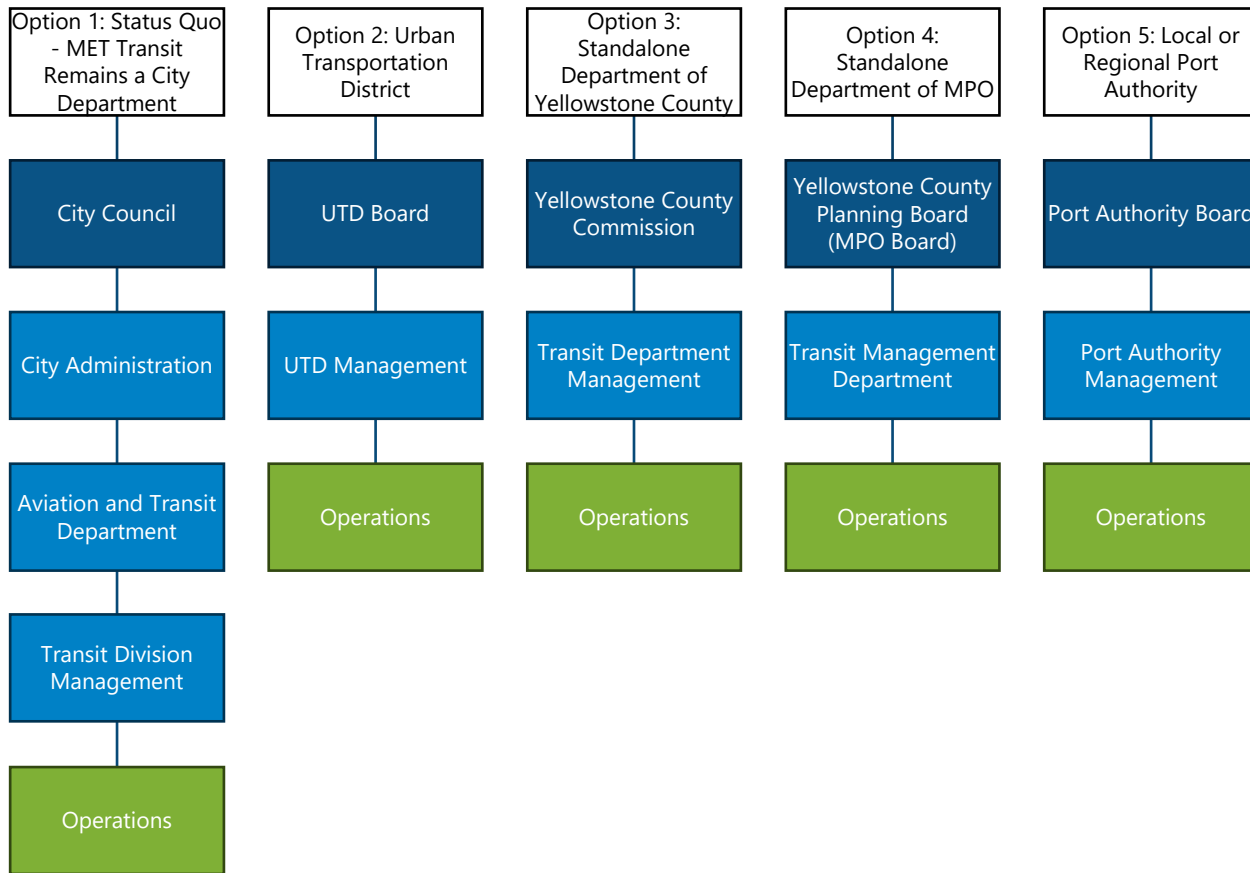 Option 1: Status Quo
- MET Transit
Remains a City
Department
City Council
City Administration
Aviation and Transit
Department
Transit Division
Management
Operations
Option 2: Urban
Transportation
District
UTD Board
UTD Management
Operations
Option 3:
Standalone
Department of
Yellowstone County
Yellowstone County
Commission
Transit Department
Management
Operations
Option 4:
Standalone
Department of MPO
Yellowstone County
Planning Board
(MPO Board)
Transit Management
Department
Operations
Option 5: Local or
Regional Port
Authority
Port Authority Board
Port Authority
Management
Operations